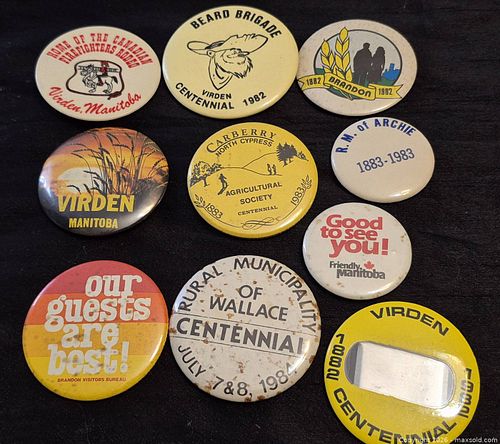 HOME OF THE CANADIAN
FIREFIGHTERS RODEO
Virden, Manitoba
BEARD BRIGADE
VIRDEN
CENTENNIAL 1982
1882 BRANDON 1982
VIRDEN
MANITOBA
CARBERRY
NORTH CYPRESS
AGRICULTURAL
SOCIETY
CENTENNIAL
1883 1983
R.M. of ARCHIE
1883-1983
Good
to see
you!
Friendly
Manitoba
our
guests
are
best!
BRANDON VISITORS BUREAU
RURAL MUNICIPALITY
OF
WALLACE
CENTENNIAL
JULY 7&8, 1984
VIRDEN
1882 1982
CENTENNIAL
Copyright 2026 - maxsold.com